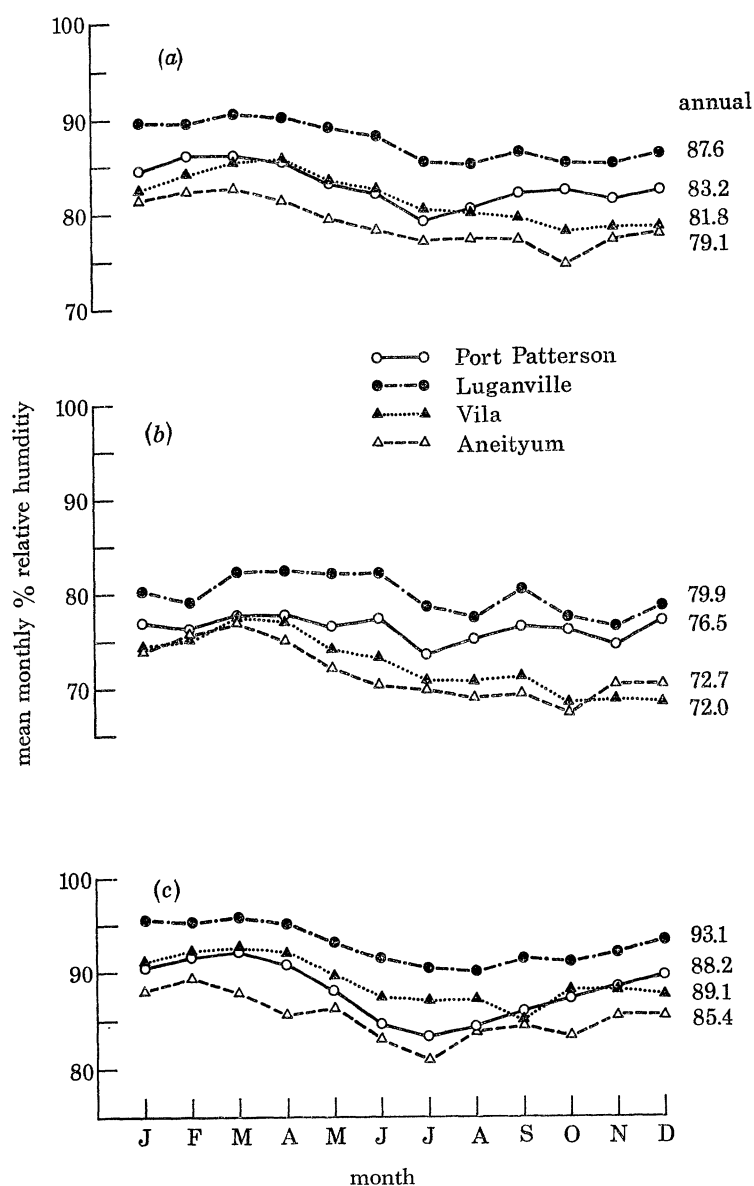 100
(a)
annual
90
87.6
83.2
80
81.8
79.1
70
Port Patterson
Luganville
Vila
Aneityum
100
(b)
90
80
79.9
76.5
70
72.7
72.0
mean monthly % relative humditiy
100
(c)
93.1
90
88.2
89.1
85.4
80
J F M A M J J A S O N D
month